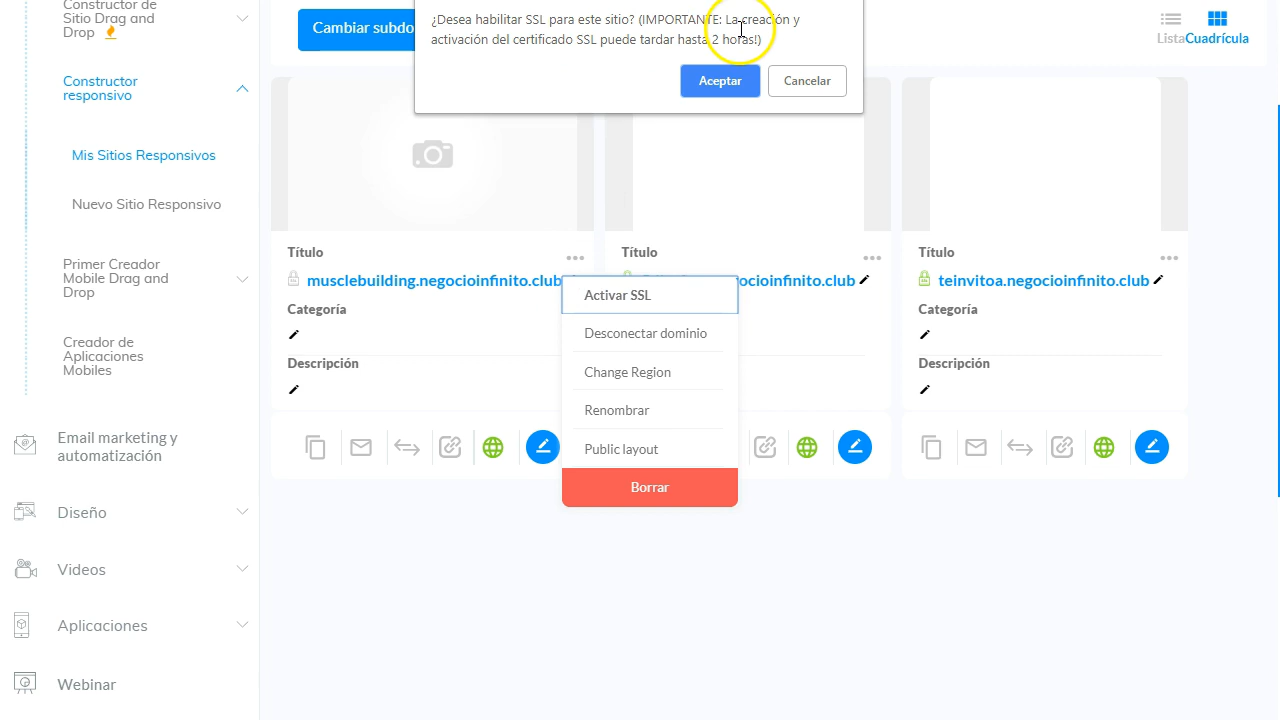 Constructor de
Sitio Drag and
Drop
Constructor
responsivo
Mis Sitios Responsivos
Nuevo Sitio Responsivo
Primer Creador
Mobile Drag and
Drop
Creador de
Aplicaciones
Mobiles
Email marketing y
automatización
Diseño
Videos
Aplicaciones
Webinar
Cambiar subdo
¿Desea habilitar SSL para este sitio? (IMPORTANTE: La creación y
activación del certificado SSL puede tardar hasta 2 horas!)
Aceptar
Cancelar
Lista
Cuadrícula
Título
musclebuilding.negocioinfinito.club
Categoría
Descripción
Título
ocioinfinito.club
Activar SSL
Desconectar dominio
Change Region
Renombrar
Public layout
Borrar
Título
teinvitoa.negocioinfinito.club
Categoría
Descripción